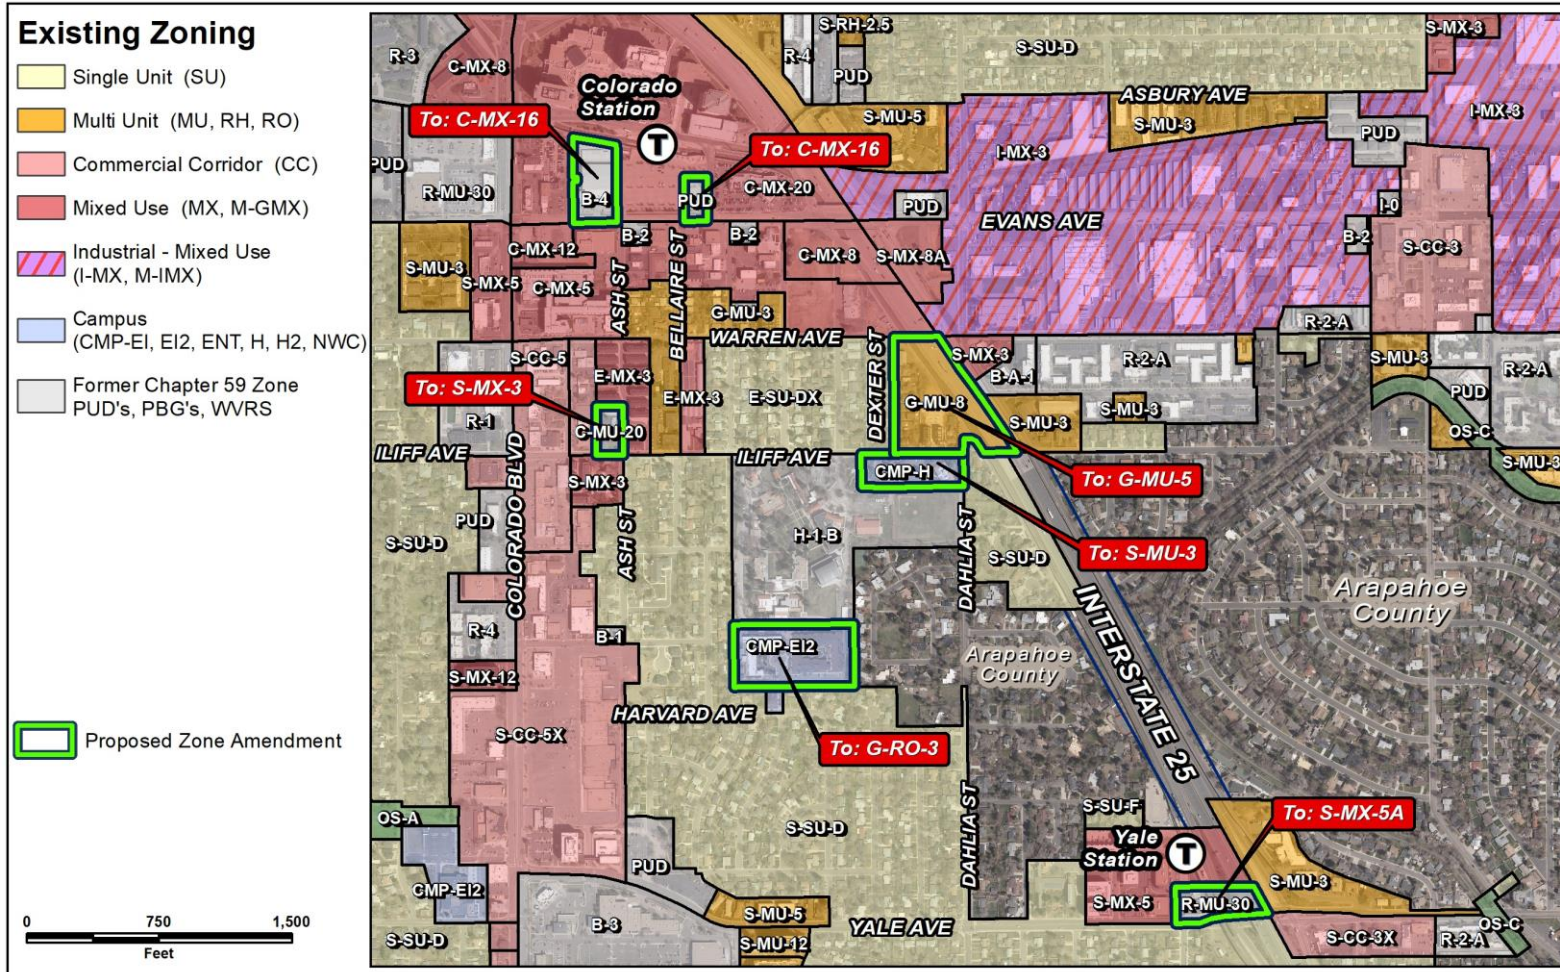 Existing Zoning
Single Unit (SU)
Multi Unit (MU, RH, RO)
Commercial Corridor (CC)
Mixed Use (MX, M-GMX)
Industrial - Mixed Use
(I-MX, M-IMX)
Campus
(CMP-EI, EI2, ENT, H, H2, NWC)
Former Chapter 59 Zone
PUD's, PBG's, WVRS
Proposed Zone Amendment
0 750 1,500
Feet
S-RH-2.5
S-MX-3
R-3
R-4
S-SU-D
C-MX-8
PUD
Colorado
Station
ASBURY AVE
To: C-MX-16
S-MU-5
S-MU-3
I-MX-3
T
PUD
To: C-MX-16
I-MX-3
PUD
C-MX-20
R-MU-30
B-4
PUD
PUD
I-0
EVANS AVE
B-2
B-2
B-2
S-CC-3
C-MX-12
C-MX-8
S-MX-8A
S-MU-3
S-MX-5
C-MX-5
ASH ST
BELLAIRE ST
G-MU-3
R-2-A
WARREN AVE
S-CC-5
DEXTER ST
S-MX-3
R-2-A
S-MU-3
R-2-A
To: S-MX-3
E-MX-3
B-A-1
E-MX-3
E-SU-DX
PUD
G-MU-8
S-MU-3
R-1
S-MU-3
C-MU-20
OS-C
ILIFF AVE
COLORADO BLVD
ILIFF AVE
S-MU-3
CMP-H
To: G-MU-5
S-MX-3
PUD
DAHLIA ST
H-1-B
S-SU-D
ASH ST
To: S-MU-3
S-SU-D
Arapahoe
County
INTERSTATE 25
R-4
B-1
CMP-EI2
Arapahoe
County
S-MX-12
HARVARD AVE
S-CC-5X
To: G-RO-3
DAHLIA ST
S-SU-F
To: S-MX-5A
OS-A
S-SU-D
Yale
Station
T
PUD
CMP-EI2
S-MU-3
S-MX-5
R-MU-30
S-MU-5
B-3
YALE AVE
OS-C
S-SU-D
S-MU-12
S-CC-3X
R-2-A